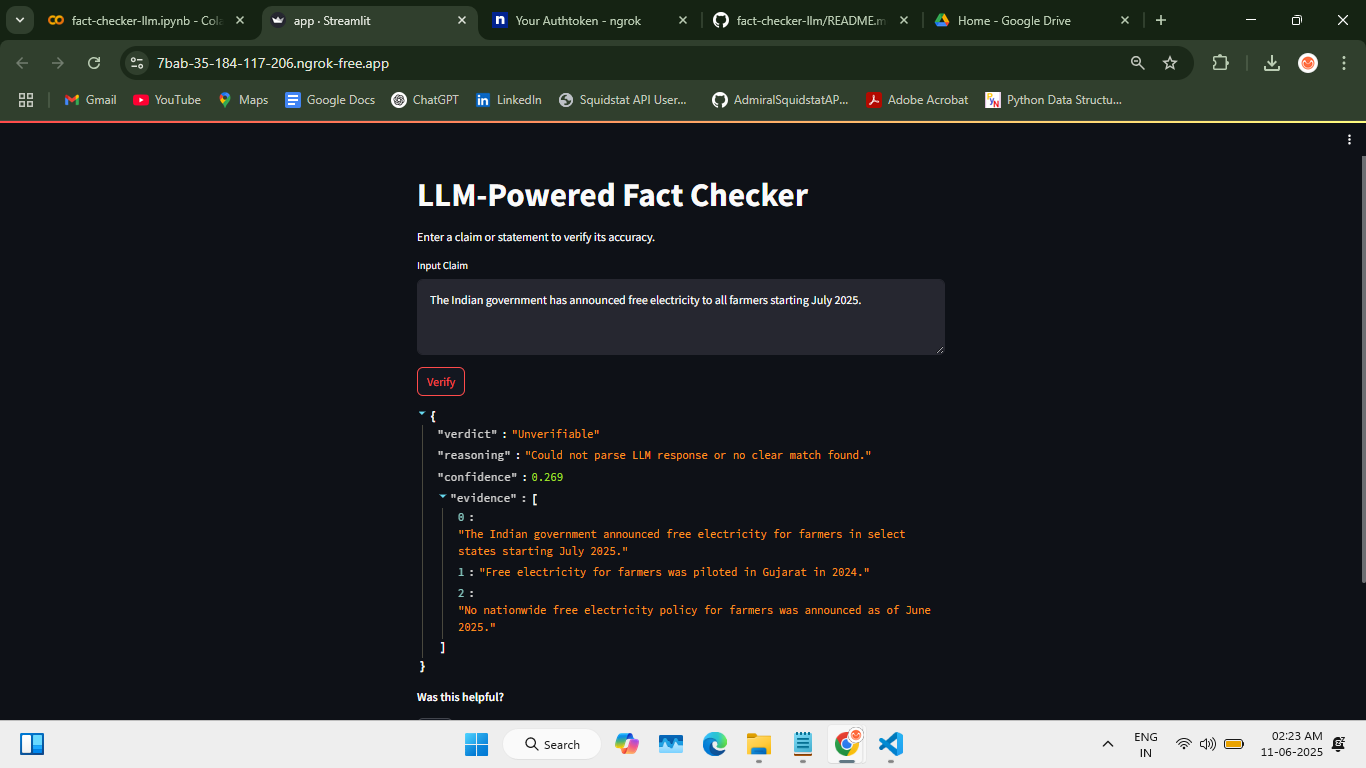 fact-checker-llm.ipynb - Cola
app · Streamlit
Your Authtoken - ngrok
fact-checker-llm/README.m
Home - Google Drive
7bab-35-184-117-206.ngrok-free.app
Gmail
YouTube
Maps
Google Docs
ChatGPT
LinkedIn
Squidstat API User...
AdmiralSquidstatAP...
Adobe Acrobat
Python Data Structu...
LLM-Powered Fact Checker
Enter a claim or statement to verify its accuracy.
Input Claim
The Indian government has announced free electricity to all farmers starting July 2025.
Verify
{
"verdict" : "Unverifiable"
"reasoning" : "Could not parse LLM response or no clear match found."
"confidence" : 0.269
"evidence" : [
0 :
"The Indian government announced free electricity for farmers in select
states starting July 2025."
1 : "Free electricity for farmers was piloted in Gujarat in 2024."
2 :
"No nationwide free electricity policy for farmers was announced as of June
2025."
]
}
Was this helpful?
Search
ENG
IN
02:23 AM
11-06-2025